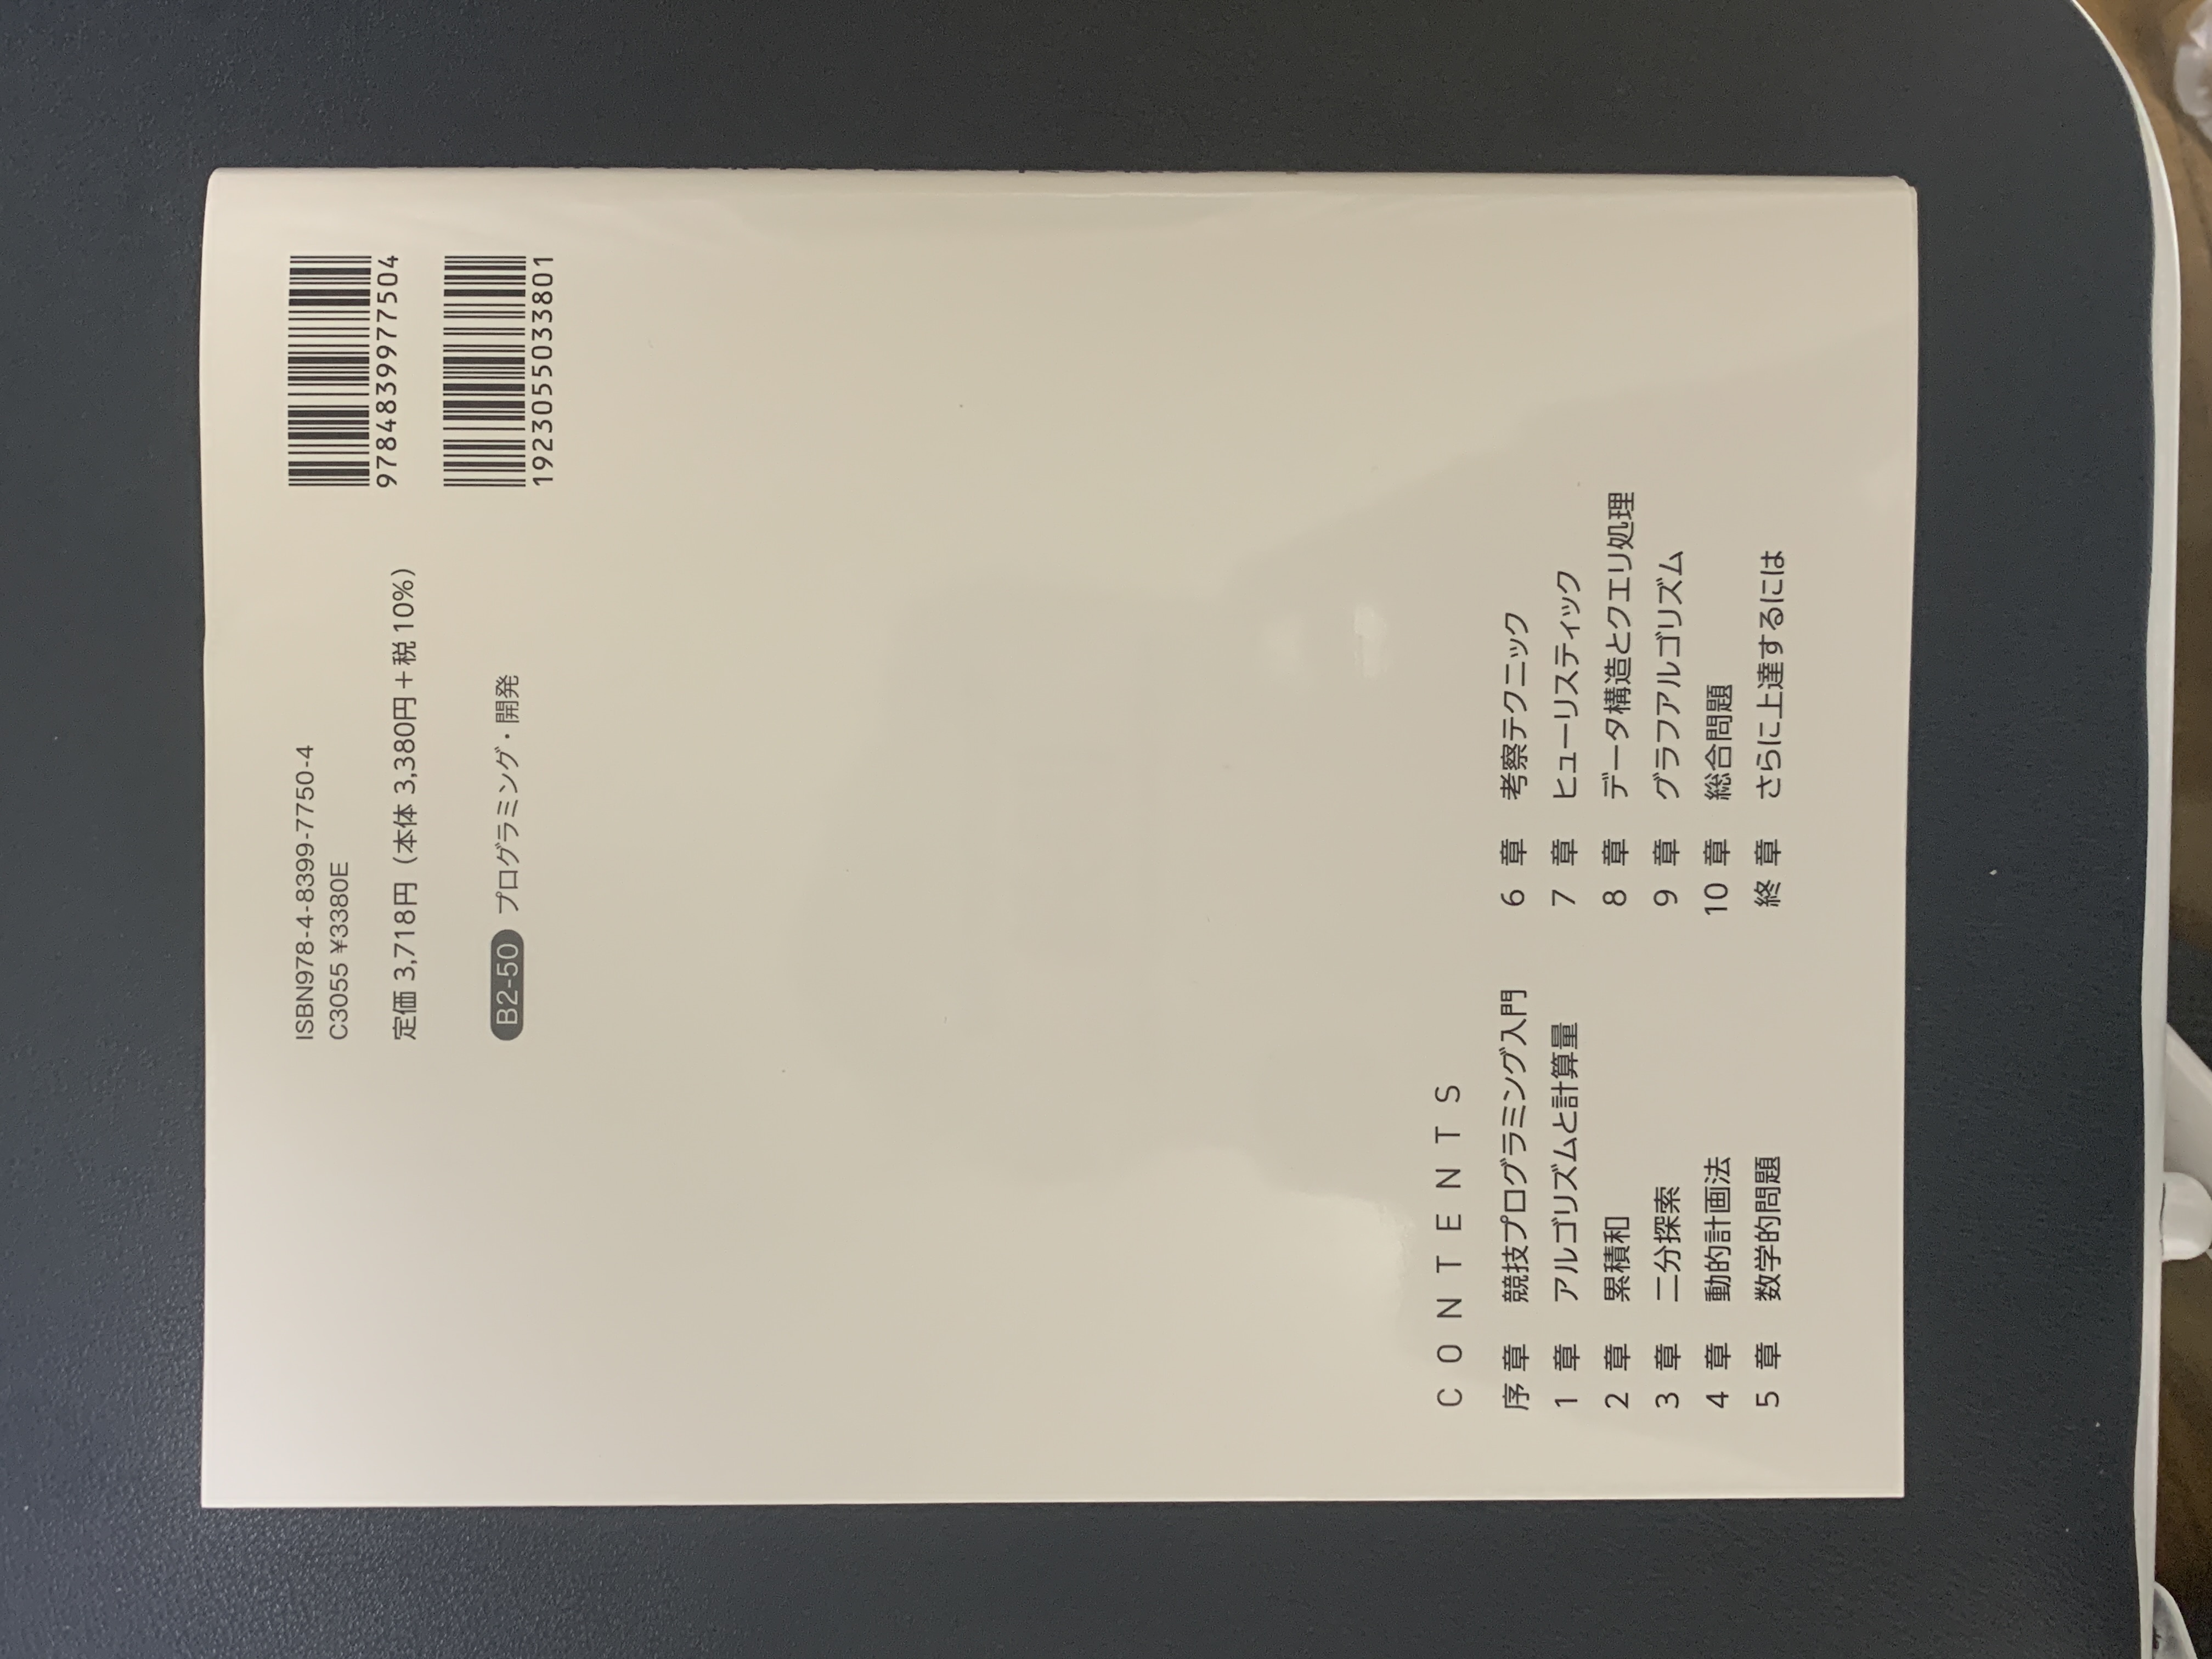 ISBN978-4-8399-7750-4
C3055 ¥3380E
定価 3,718円（本体 3,380円＋税10%）
B2-50 プログラミング・開発
9784839977504
1923055033801
CONTENTS
序章 競技プログラミング入門
1章 アルゴリズムと計算量
2章 累積和
3章 二分探索
4章 動的計画法
5章 数学的問題
6章 考察テクニック
7章 ヒューリスティック
8章 データ構造とクエリ処理
9章 グラフアルゴリズム
10章 総合問題
終章 さらに上達するには